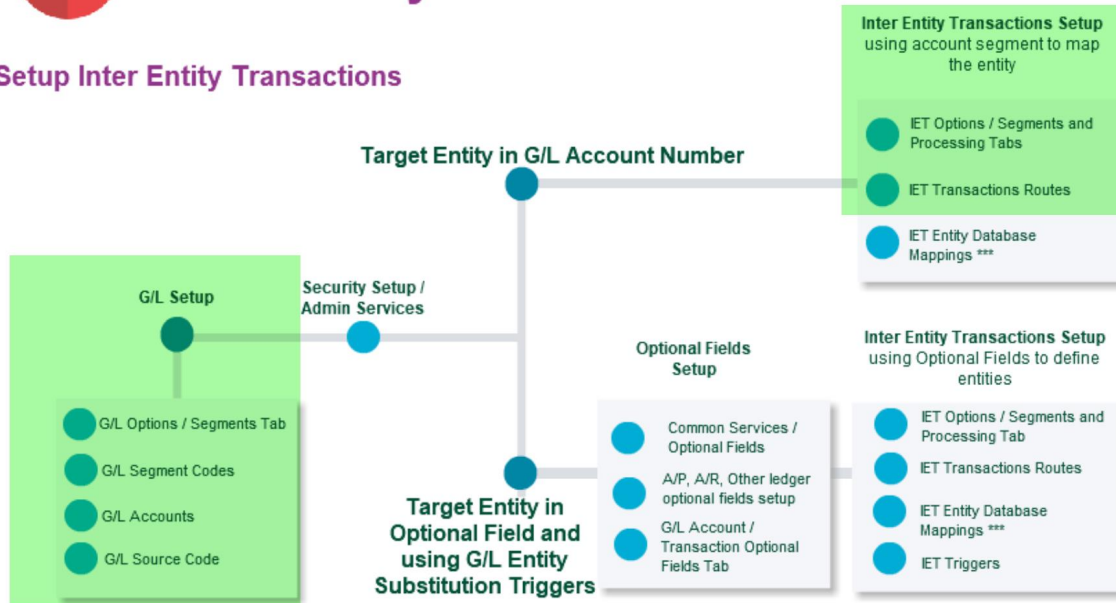 Setup Inter Entity Transactions
Inter Entity Transactions Setup
using account segment to map
the entity
IET Options / Segments and
Processing Tabs
IET Transactions Routes
IET Entity Database
Mappings ***
Target Entity in G/L Account Number
G/L Setup
Security Setup /
Admin Services
G/L Options / Segments Tab
G/L Segment Codes
G/L Accounts
G/L Source Code
Target Entity in
Optional Field and
using G/L Entity
Substitution Triggers
Optional Fields
Setup
Common Services /
Optional Fields
A/P, A/R, Other ledger
optional fields setup
G/L Account /
Transaction Optional
Fields Tab
Inter Entity Transactions Setup
using Optional Fields to define
entities
IET Options / Segments and
Processing Tab
IET Transactions Routes
IET Entity Database
Mappings ***
IET Triggers